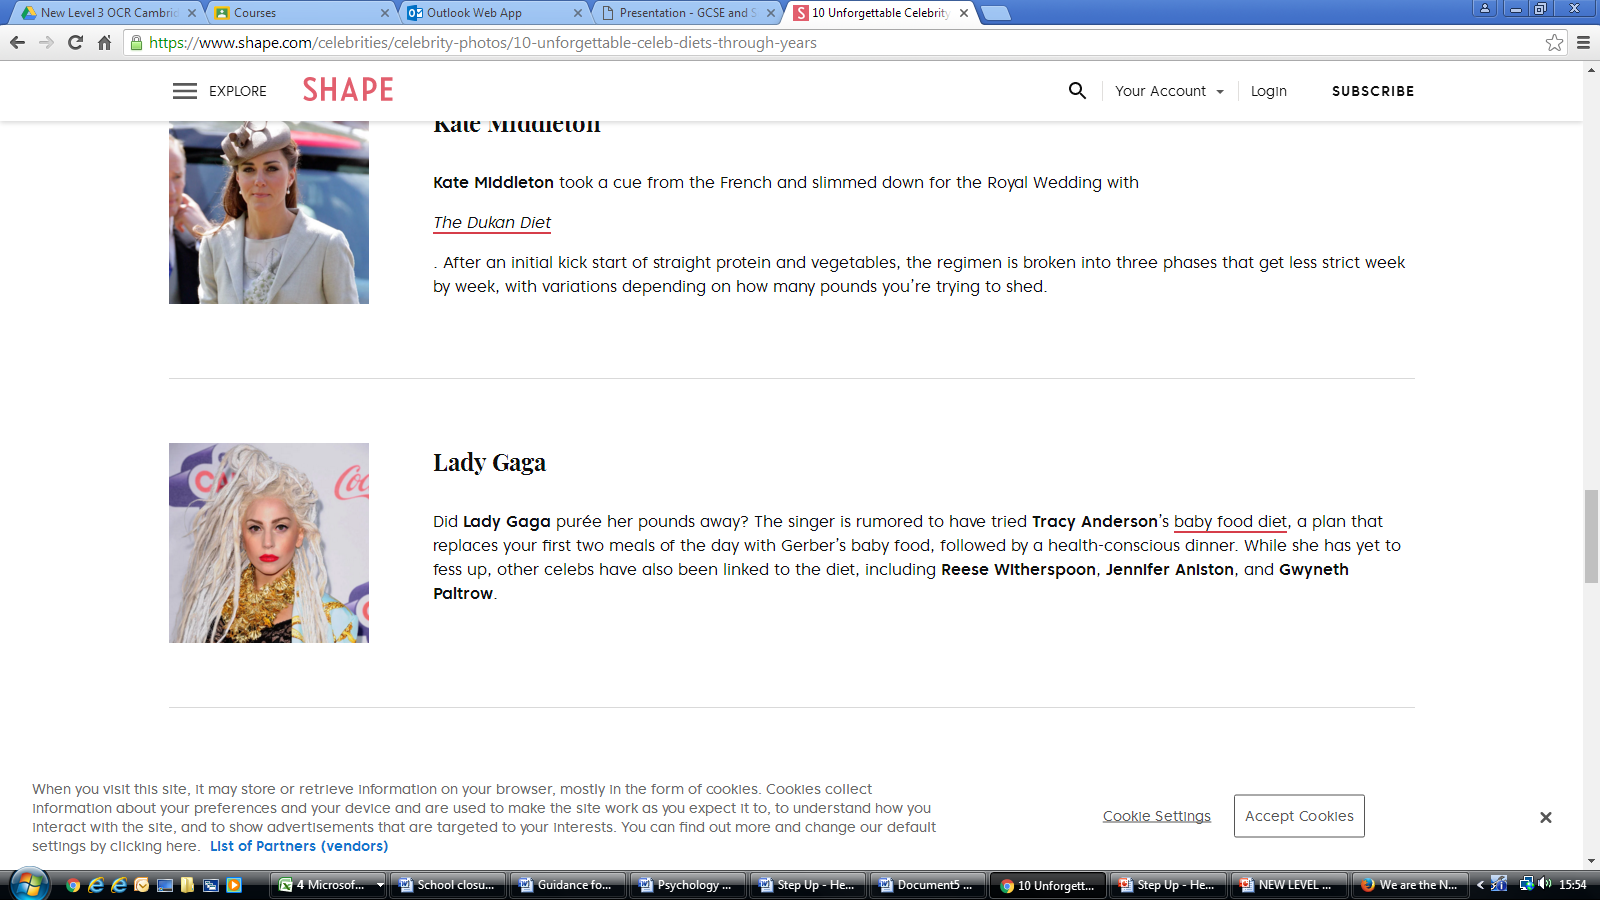 New Level 3 OCR Cambrid
Courses
Outlook Web App
Presentation - GCSE and S
10 Unforgettable Celebrity
https://www.shape.com/celebrities/celebrity-photos/10-unforgettable-celeb-diets-through-years
EXPLORE
SHAPE
Your Account
Login
SUBSCRIBE
Kate Middleton
Kate Middleton took a cue from the French and slimmed down for the Royal Wedding with
The Dukan Diet
. After an initial kick start of straight protein and vegetables, the regimen is broken into three phases that get less strict week
by week, with variations depending on how many pounds you're trying to shed.
Coca
Lady Gaga
Did Lady Gaga purée her pounds away? The singer is rumored to have tried Tracy Anderson's baby food diet, a plan that
replaces your first two meals of the day with Gerber's baby food, followed by a health-conscious dinner. While she has yet to
fess up, other celebs have also been linked to the diet, including Reese Witherspoon, Jennifer Aniston, and Gwyneth
Paltrow.
When you visit this site, it may store or retrieve information on your browser, mostly in the form of cookies. Cookies collect
information about your preferences and your device and are used to make the site work as you expect it to, to understand how you
interact with the site, and to show advertisements that are targeted to your interests. You can find out more and change our default
settings by clicking here. List of Partners (vendors)
Cookie Settings
Accept Cookies
4 Microsof...
School closu...
Guidance fo...
Psychology ...
Step Up - He...
Document5 ...
10 Unforgett...
Step Up - He...
NEW LEVEL ...
We are the N...
15:54